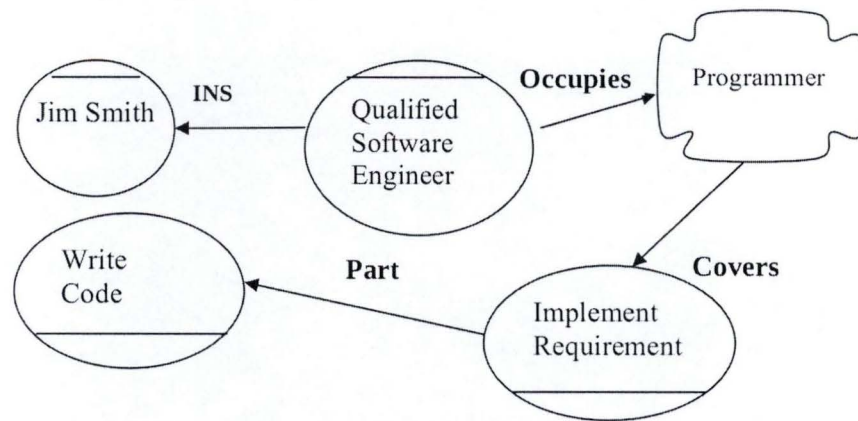 Jim Smith
INS
Qualified
Software
Engineer
Occupies
Programmer
Write
Code
Part
Covers
Implement
Requirement